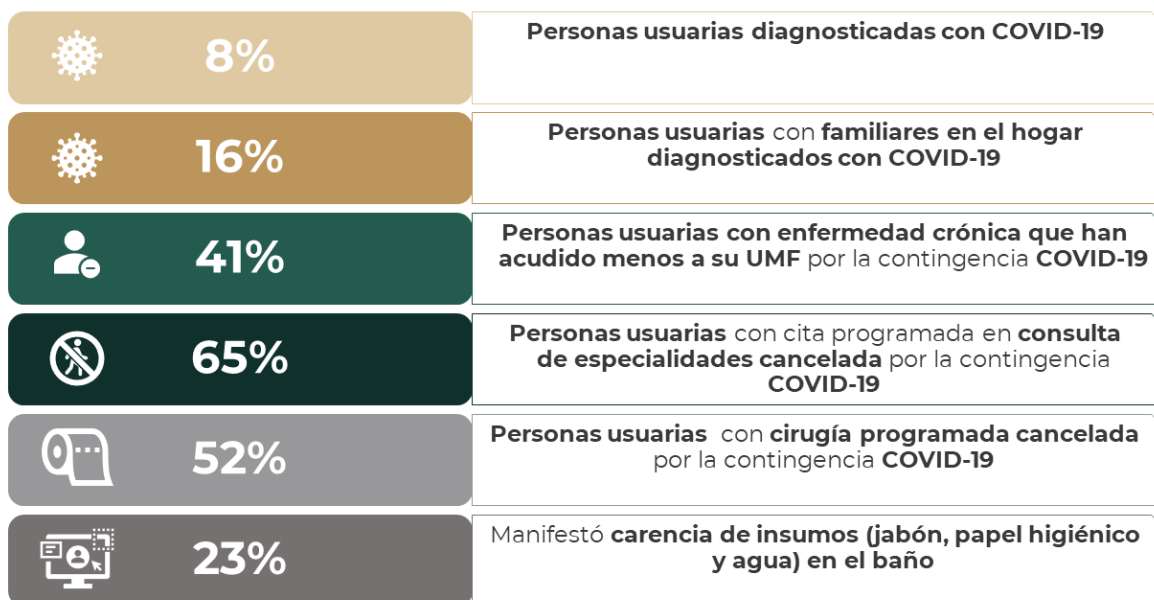 8%
Personas usuarias diagnosticadas con COVID-19
16%
Personas usuarias con familiares en el hogar
diagnosticados con COVID-19
41%
Personas usuarias con enfermedad crónica que han
acudido menos a su UMF por la contingencia COVID-19
65%
Personas usuarias con cita programada en consulta
de especialidades cancelada por la contingencia
COVID-19
52%
Personas usuarias con cirugía programada cancelada
por la contingencia COVID-19
23%
Manifestó carencia de insumos (jabón, papel higiénico
y agua) en el baño